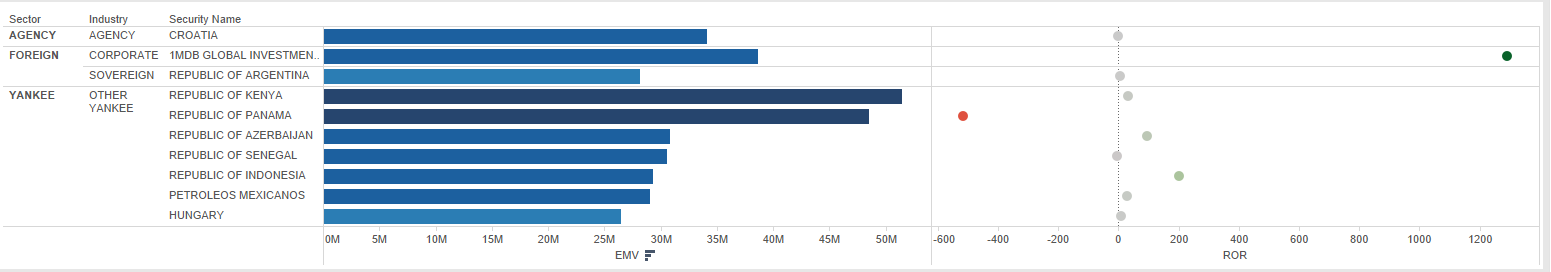 Sector Industry Security Name
AGENCY AGENCY CROATIA
FOREIGN CORPORATE 1MDB GLOBAL INVESTMEN..
SOVEREIGN REPUBLIC OF ARGENTINA
YANKEE OTHER YANKEE REPUBLIC OF KENYA
REPUBLIC OF PANAMA
REPUBLIC OF AZERBAIJAN
REPUBLIC OF SENEGAL
REPUBLIC OF INDONESIA
PETROLEOS MEXICANOS
HUNGARY
0M 5M 10M 15M 20M 25M 30M 35M 40M 45M 50M -600 -400 -200 0 200 400 600 800 1000 1200
EMV ROR